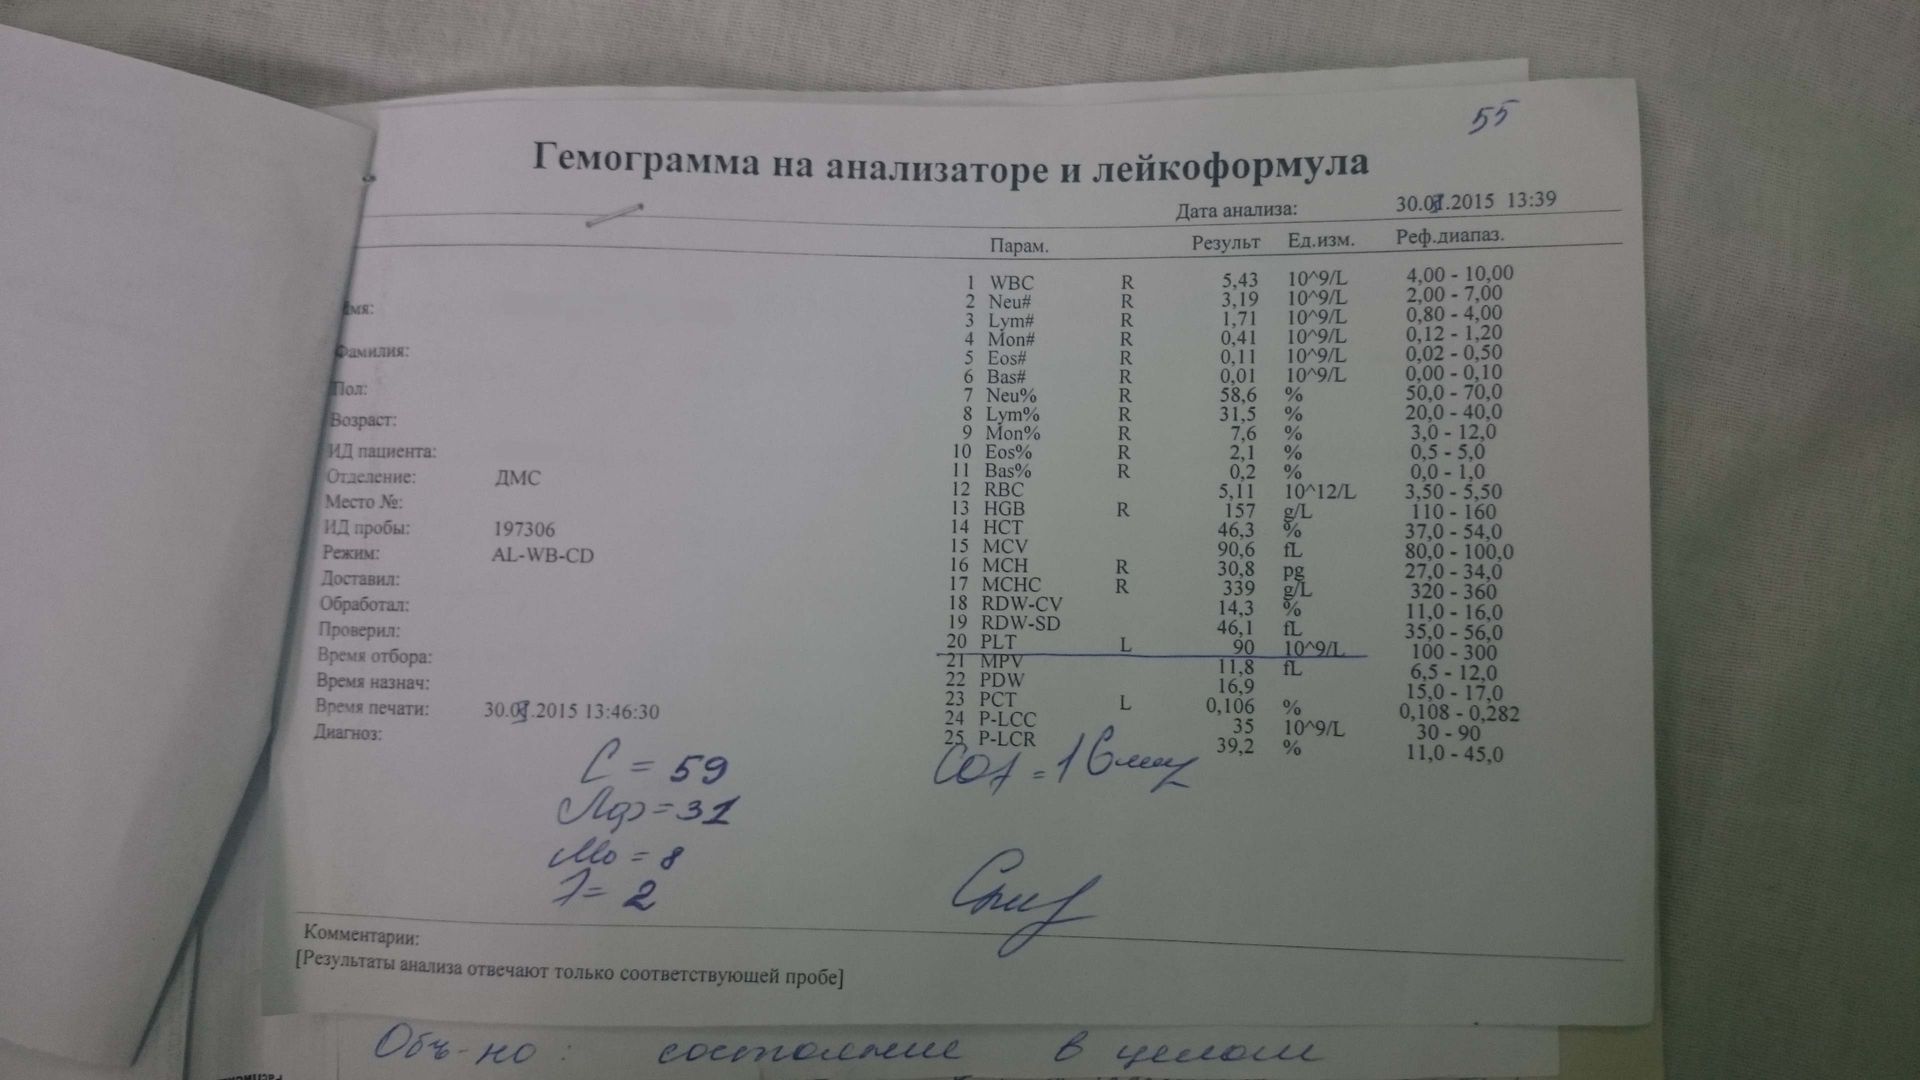 55
Гемограмма на анализаторе и лейкоформула
Дата анализа: 30.01.2015 13:39
Парам. Результ Ед.изм. Реф.диапаз.
1 WBC R 5,43 10^9/L 4,00 - 10,00
2 Neu# R 3,19 10^9/L 2,00 - 7,00
3 Lym# R 1,71 10^9/L 0,80 - 4,00
4 Mon# R 0,41 10^9/L 0,12 - 1,20
5 Eos# R 0,11 10^9/L 0,02 - 0,50
6 Bas# R 0,01 10^9/L 0,00 - 0,10
7 Neu% R 58,6 % 50,0 - 70,0
8 Lym% R 31,5 % 20,0 - 40,0
9 Mon% R 7,6 % 3,0 - 12,0
10 Eos% R 2,1 % 0,5 - 5,0
11 Bas% R 0,2 % 0,0 - 1,0
12 RBC 5,11 10^12/L 3,50 - 5,50
13 HGB R 157 g/L 110 - 160
14 HCT 46,3 % 37,0 - 54,0
15 MCV 90,6 fL 80,0 - 100,0
16 MCH R 30,8 pg 27,0 - 34,0
17 MCHC R 339 g/L 320 - 360
18 RDW-CV 14,3 % 11,0 - 16,0
19 RDW-SD 46,1 fL 35,0 - 56,0
20 PLT L 90 10^9/L 100 - 300
21 MPV 11,8 fL 6,5 - 12,0
22 PDW 16,9 15,0 - 17,0
23 PCT L 0,106 % 0,108 - 0,282
24 P-LCC 35 10^9/L 30 - 90
25 P-LCR 39,2 % 11,0 - 45,0
Имя:
Фамилия:
Пол:
Возраст:
ИД пациента:
Отделение: ДМС
Место №:
ИД пробы: 197306
Режим: AL-WB-CD
Доставил:
Обработал:
Проверил:
Время отбора:
Время назнач:
Время печати: 30.01.2015 13:46:30
Диагноз:
С = 59
Лф = 31
Мо = 8
Э = 2
Комментарии:
[Результаты анализа отвечают только соответствующей пробе]
Объ-но: состояние в целом